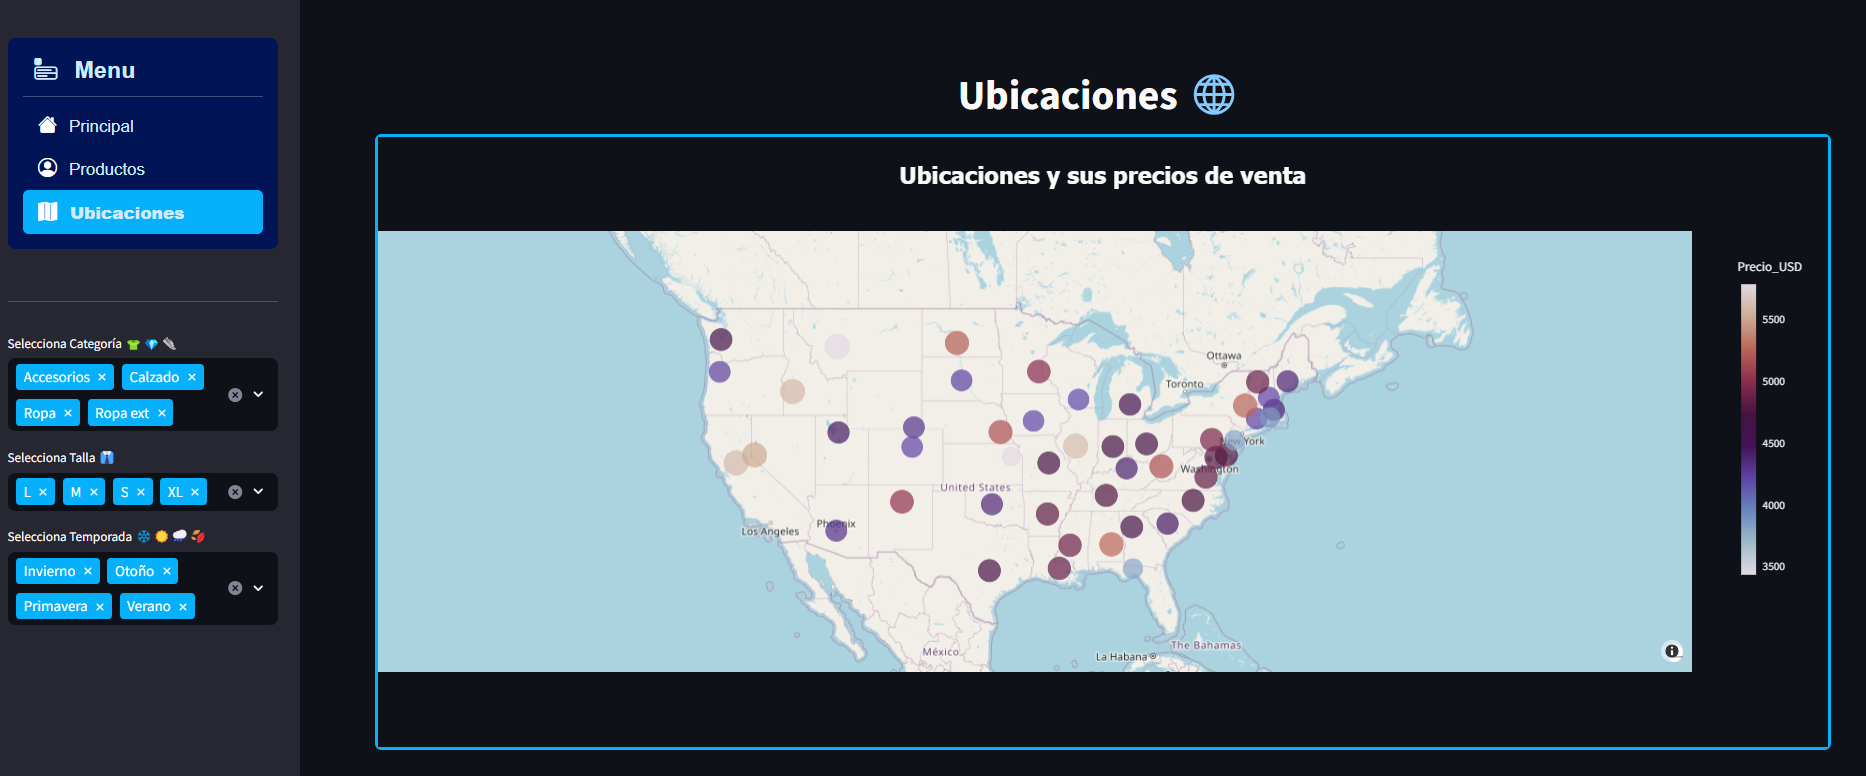 Menu
Principal
Productos
Ubicaciones
Selecciona Categoría
Accesorios × Calzado ×
Ropa × Ropa ext ×
Selecciona Talla
L × M × S × XL ×
Selecciona Temporada
Invierno × Otoño ×
Primavera × Verano ×
Ubicaciones
Ubicaciones y sus precios de venta
Ottawa
Toronto
New York
Washington
United States
Los Angeles
Phoenix
México
La Habana
The Bahamas
Precio_USD
5500
5000
4500
4000
3500